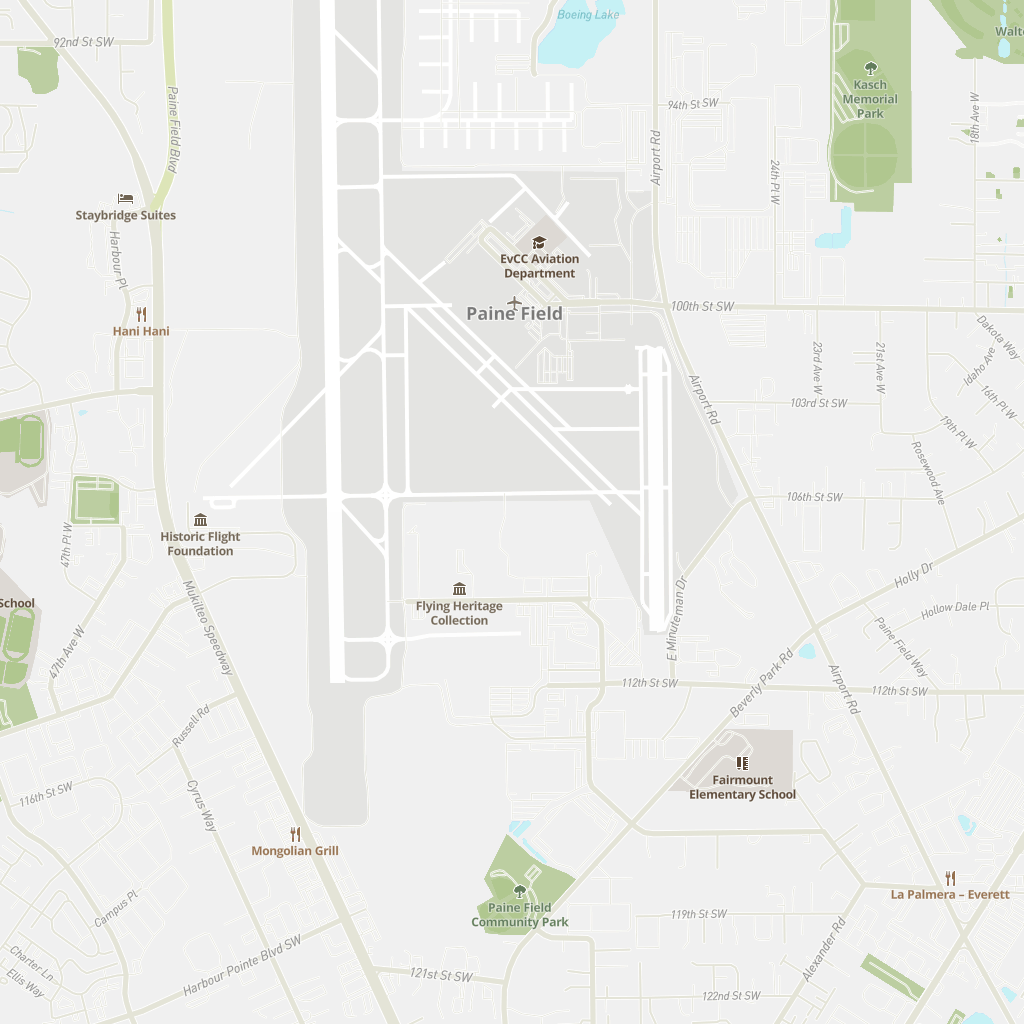 Boeing Lake
Walt
92nd St SW
Kasch
Memorial
Park
94th St SW
18th Ave W
Paine Field Blvd
Airport Rd
24th Pl W
Staybridge Suites
Harbour Pl
EvCC Aviation
Department
Paine Field
100th St SW
Hani Hani
Dakota Way
23rd Ave W
21st Ave W
Idaho Ave
Airport Rd
103rd St SW
16th Pl W
19th Pl W
Rosewood Ave
106th St SW
Historic Flight
Foundation
47th Pl W
Holly Dr
School
Flying Heritage
Collection
Mukilteo Speedway
E Minuteman Dr
Hollow Dale Pl
Paine Field Way
47th Ave W
Beverly Park Rd
112th St SW
Airport Rd
112th St SW
Russell Rd
Fairmount
Elementary School
116th St SW
Cyrus Way
Mongolian Grill
La Palmera – Everett
Campus Pl
Paine Field
Community Park
119th St SW
Alexander Rd
Charter Ln
Ellis Way
Harbour Pointe Blvd SW
121st St SW
122nd St SW